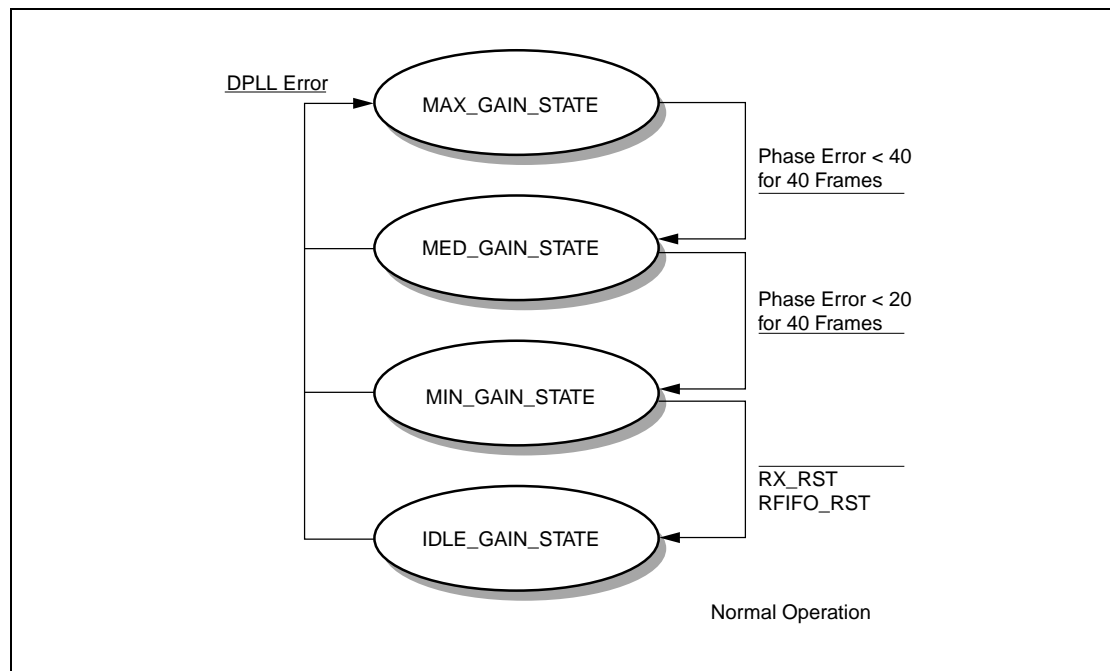 DPLL Error
MAX_GAIN_STATE
Phase Error < 40
for 40 Frames
MED_GAIN_STATE
Phase Error < 20
for 40 Frames
MIN_GAIN_STATE
RX_RST
RFIFO_RST
IDLE_GAIN_STATE
Normal Operation